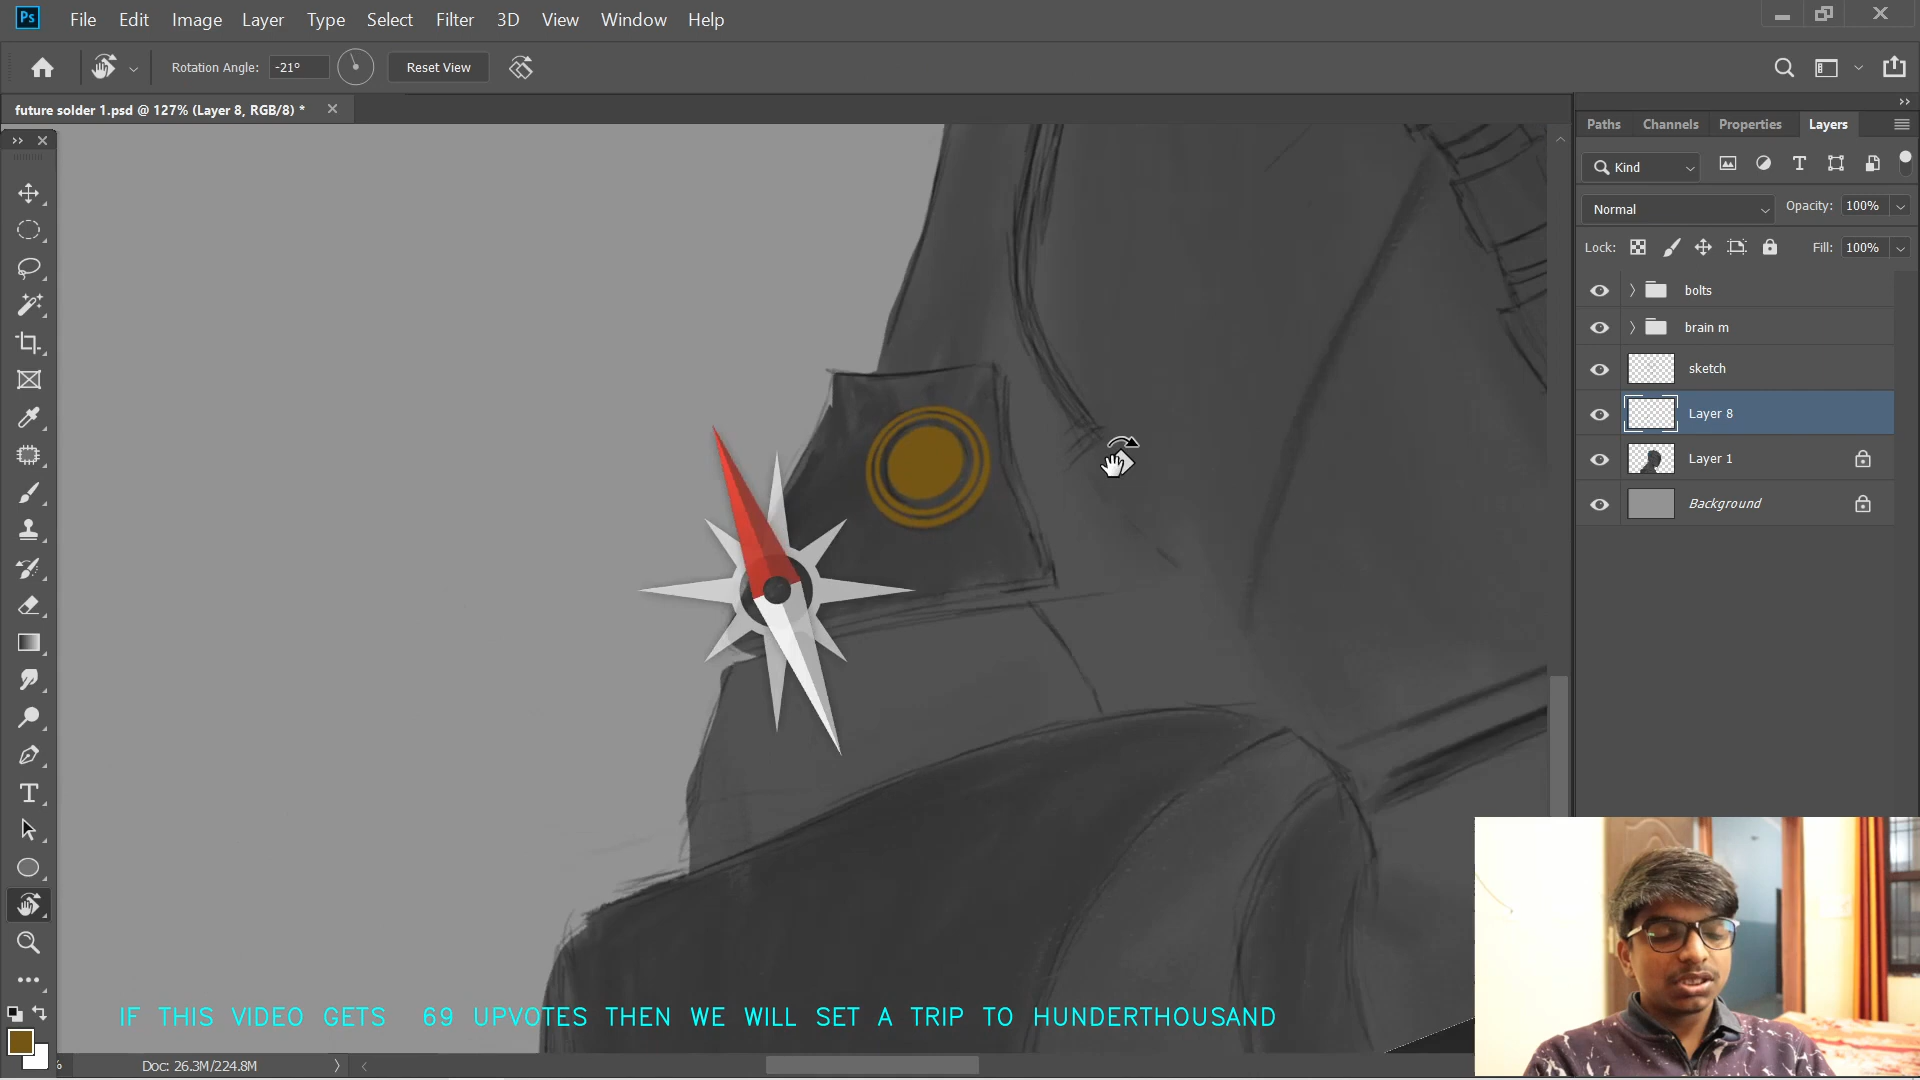 Ps File Edit Image Layer Type Select Filter 3D View Window Help
Rotation Angle: -21° Reset View
future solder 1.psd @ 127% (Layer 8, RGB/8) *
Paths Channels Properties Layers
Kind
Normal Opacity: 100%
Lock: Fill: 100%
bolts
brain m
sketch
Layer 8
Layer 1
Background
IF THIS VIDEO GETS 69 UPVOTES THEN WE WILL SET A TRIP TO HUNDERTHOUSAND
% Doc: 26.3M/224.8M